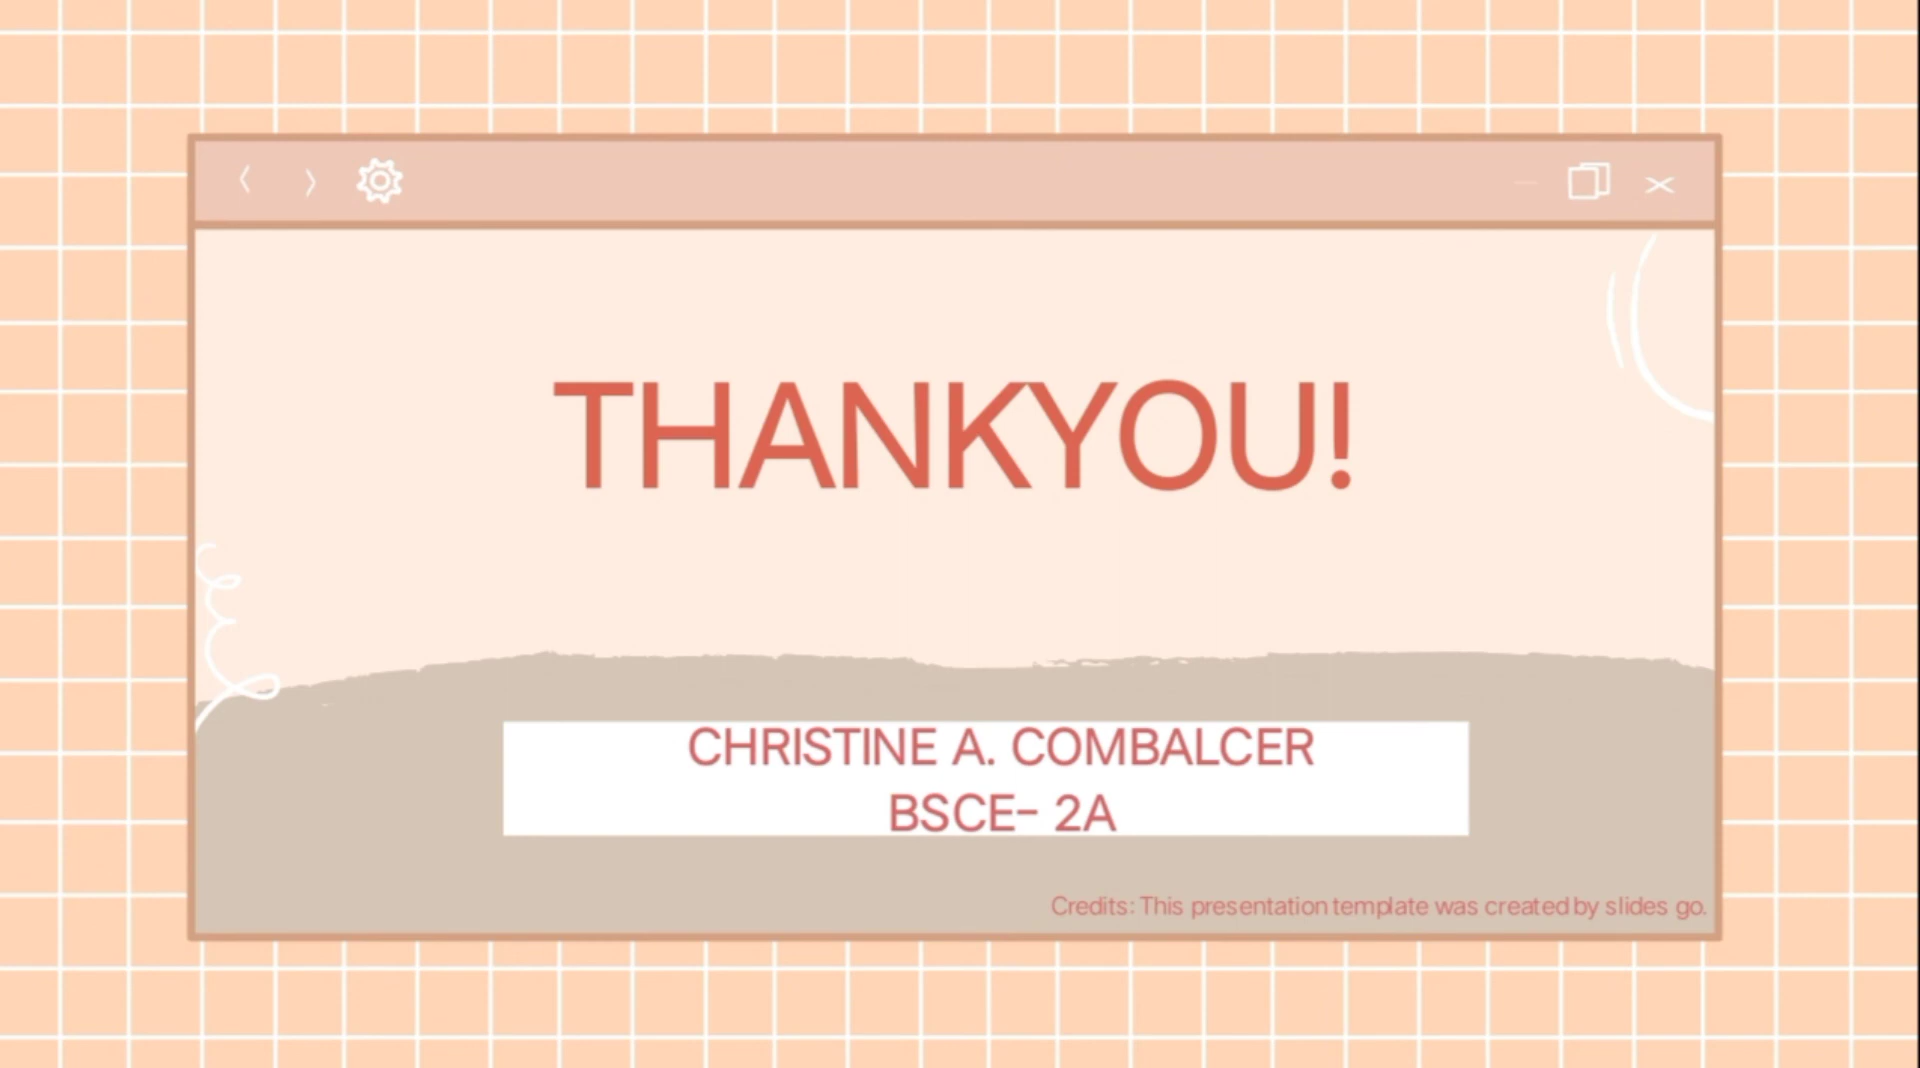 THANKYOU!
CHRISTINE A. COMBALCER
BSCE- 2A
Credits: This presentation template was created by slides go.